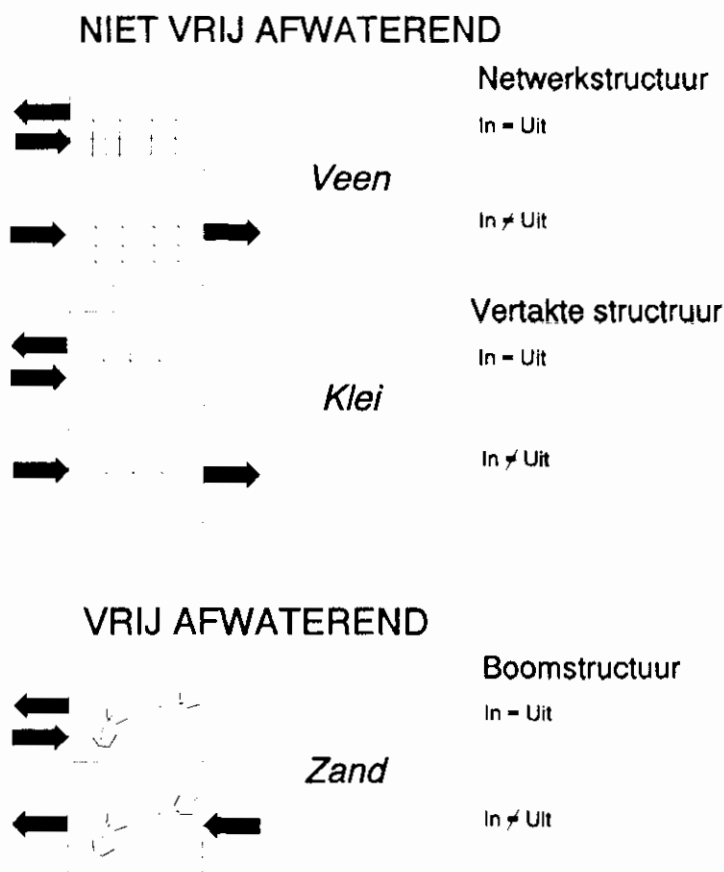 NIET VRIJ AFWATEREND
Netwerkstructuur
In = Uit
Veen
In ≠ Uit
Vertakte structruur
In = Uit
Klei
In ≠ Uit
VRIJ AFWATEREND
Boomstructuur
In = Uit
Zand
In ≠ Uit